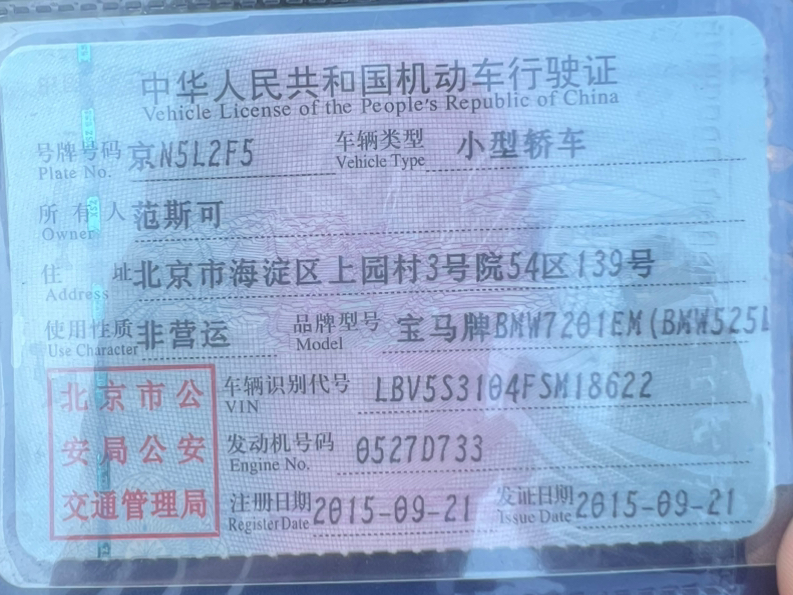 中华人民共和国机动车行驶证
Vehicle License of the People's Republic of China
号牌号码 京N5L2F5 车辆类型 小型轿车
Plate No. Vehicle Type
所有人 范斯可
Owner
住址 北京市海淀区上园村3号院54区139号
Address
使用性质 非营运 品牌型号 宝马牌BMW7201EM(BMW525L
Use Character Model
北京市公
安局公安
交通管理局
车辆识别代号 LBV5S3104FSM18622
VIN
发动机号码 0527D733
Engine No.
注册日期 2015-09-21 发证日期 2015-09-21
Register Date Issue Date